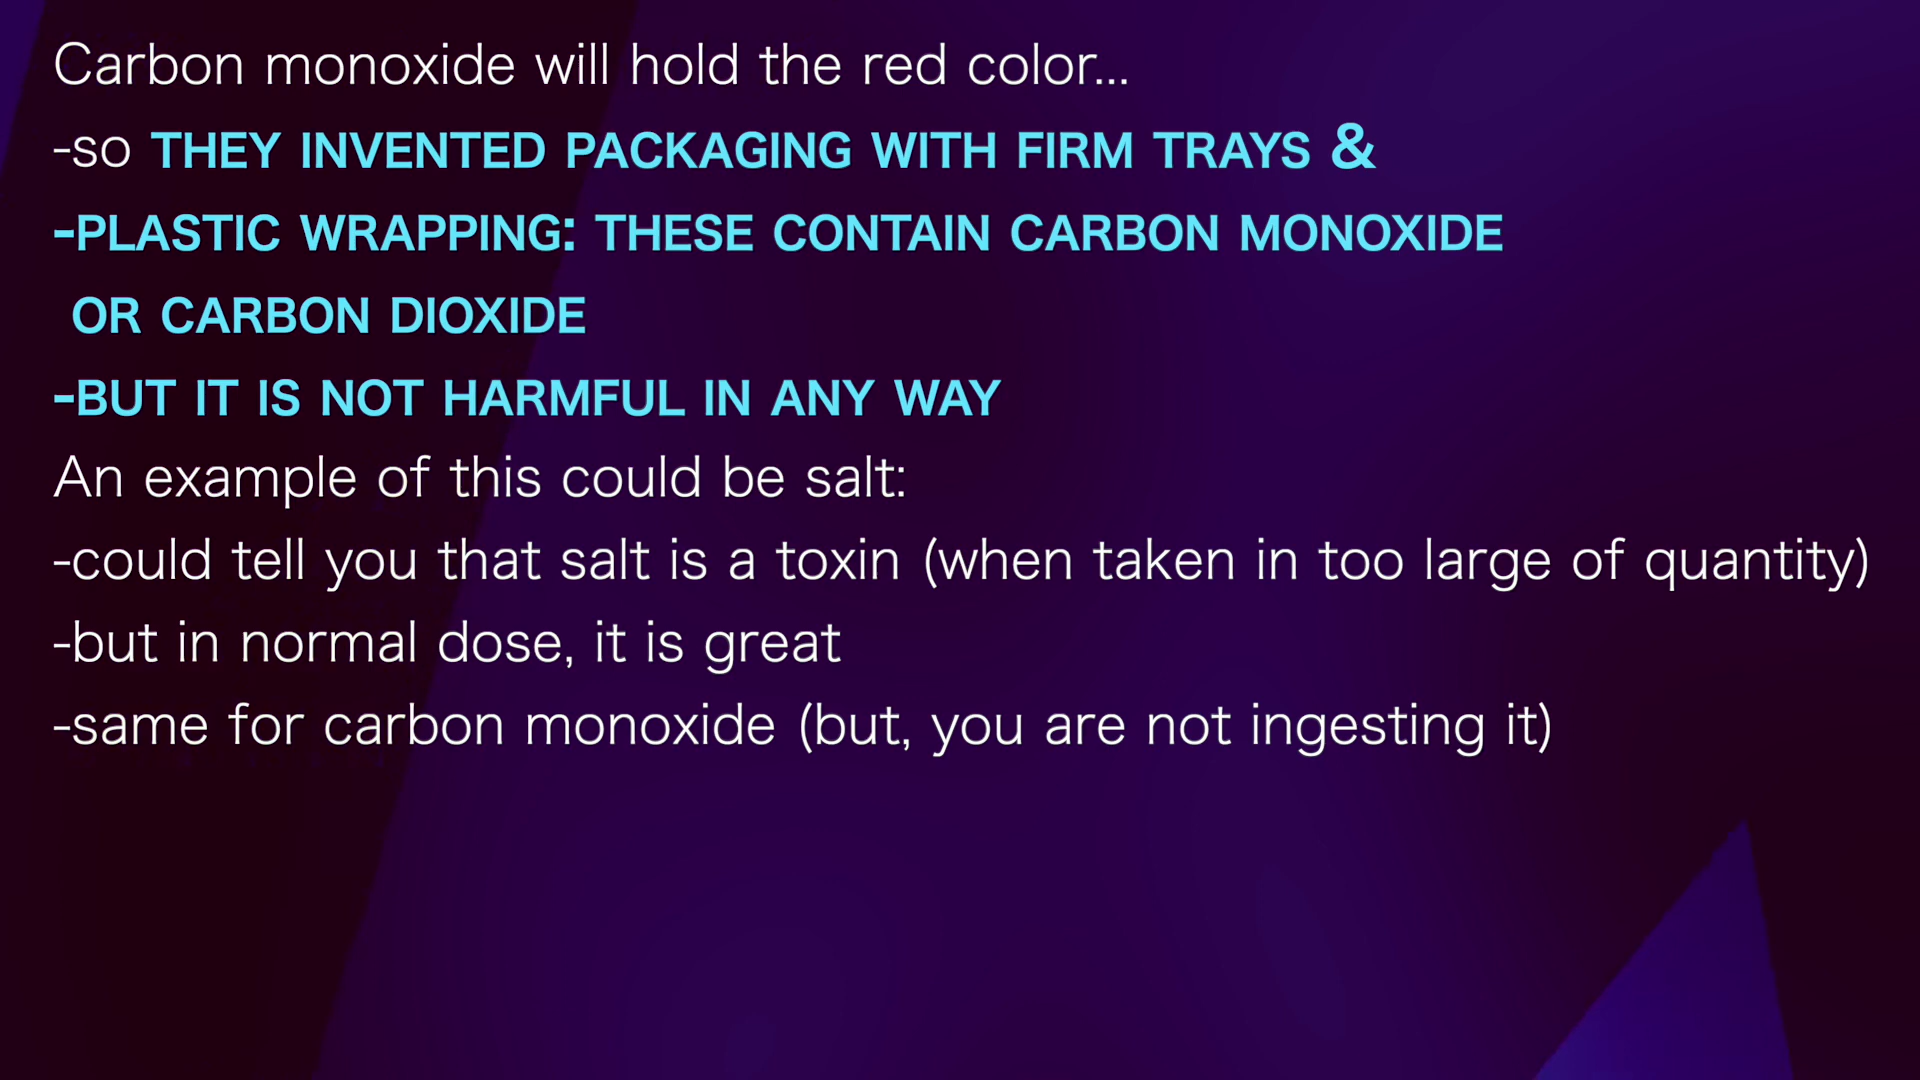 Carbon monoxide will hold the red color...
-so THEY INVENTED PACKAGING WITH FIRM TRAYS &
-PLASTIC WRAPPING: THESE CONTAIN CARBON MONOXIDE
OR CARBON DIOXIDE
-BUT IT IS NOT HARMFUL IN ANY WAY
An example of this could be salt:
-could tell you that salt is a toxin (when taken in too large of quantity)
-but in normal dose, it is great
-same for carbon monoxide (but, you are not ingesting it)